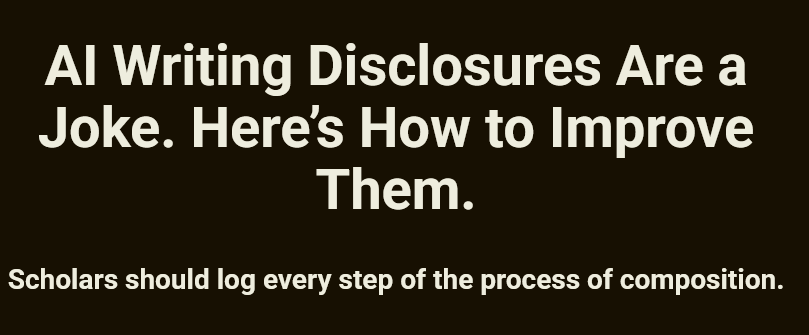 AI Writing Disclosures Are a
Joke. Here’s How to Improve
Them.
Scholars should log every step of the process of composition.